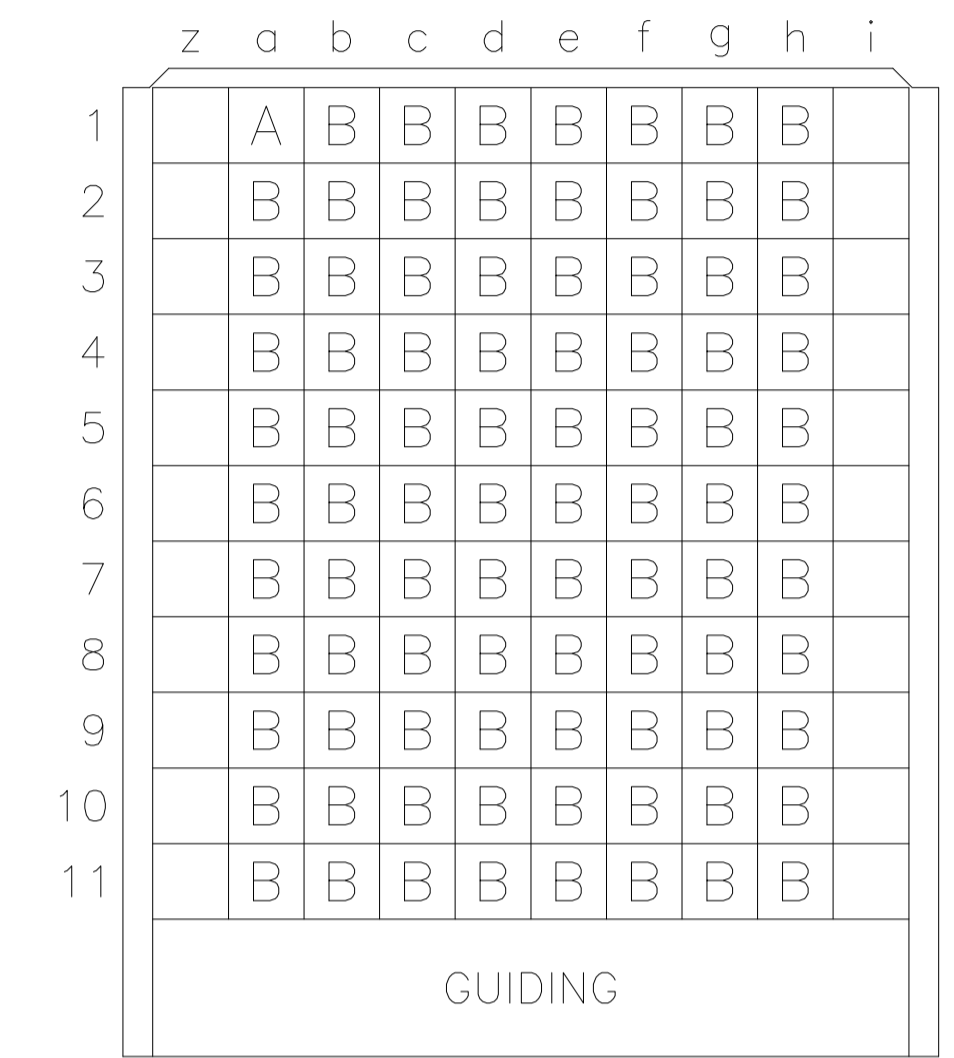 z a b c d e f g h i
1 A B B B B B B B
2 B B B B B B B B
3 B B B B B B B B
4 B B B B B B B B
5 B B B B B B B B
6 B B B B B B B B
7 B B B B B B B B
8 B B B B B B B B
9 B B B B B B B B
10 B B B B B B B B
11 B B B B B B B B
GUIDING